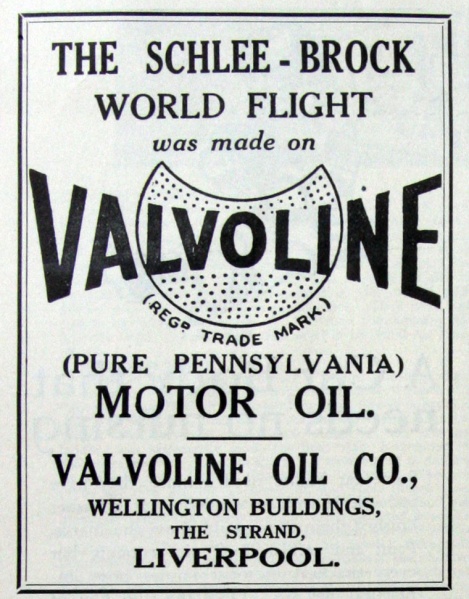 THE SCHLEE - BROCK
WORLD FLIGHT
was made on
VALVOLINE
(REGD. TRADE MARK.)
(PURE PENNSYLVANIA)
MOTOR OIL.
VALVOLINE OIL CO.,
WELLINGTON BUILDINGS,
THE STRAND,
LIVERPOOL.